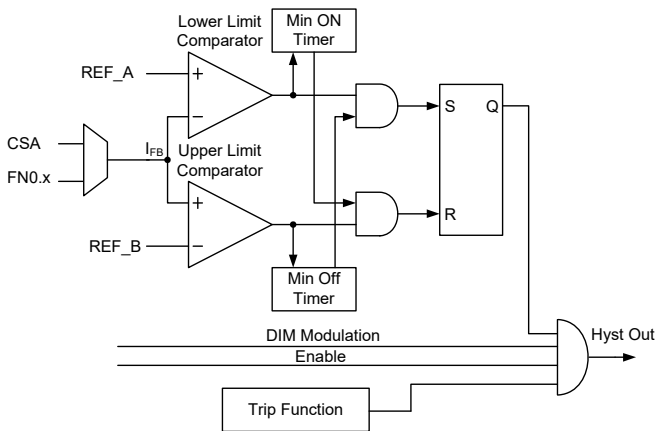 Lower Limit
Comparator
Min ON
Timer
REF_A
+
−
S
Q
CSA
FN0.x
IFB
Upper Limit
Comparator
+
−
R
REF_B
Min Off
Timer
DIM Modulation
Enable
Hyst Out
Trip Function